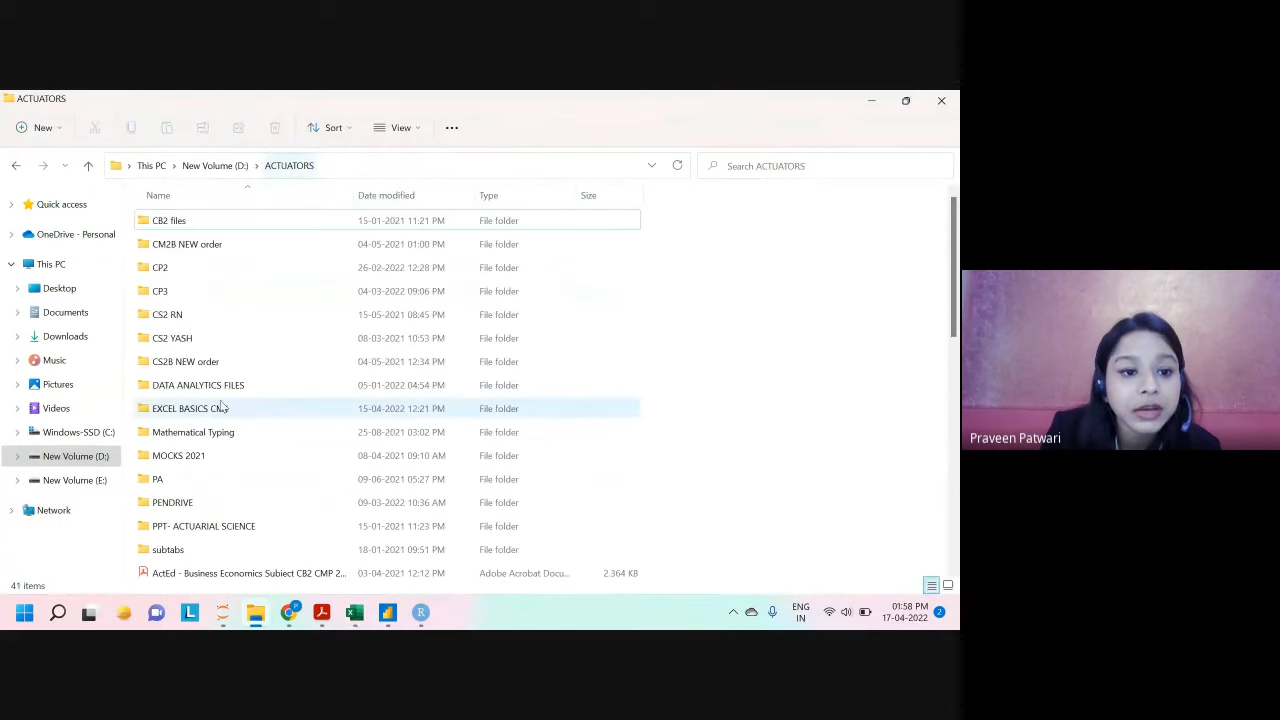 ACTUATORS
New
Sort
View
This PC
New Volume (D:)
ACTUATORS
Search ACTUATORS
Name
Date modified
Type
Size
Quick access
OneDrive - Personal
This PC
Desktop
Documents
Downloads
Music
Pictures
Videos
Windows-SSD (C:)
New Volume (D:)
New Volume (E:)
Network
CB2 files 15-01-2021 11:21 PM File folder
CM2B NEW order 04-05-2021 01:00 PM File folder
CP2 26-02-2022 12:28 PM File folder
CP3 04-03-2022 09:06 PM File folder
CS2 RN 15-05-2021 08:45 PM File folder
CS2 YASH 08-03-2022 10:53 PM File folder
CS2B NEW order 04-05-2021 12:34 PM File folder
DATA ANALYTICS FILES 05-01-2022 04:54 PM File folder
EXCEL BASICS 15-04-2022 12:21 PM File folder
Mathematical Typing 25-08-2021 03:02 PM File folder
MOCKS 2021 08-04-2021 09:10 AM File folder
PA 09-06-2021 05:27 PM File folder
PENDRIVE 09-03-2022 10:36 AM File folder
PPT- ACTUARIAL SCIENCE 15-01-2021 11:23 PM File folder
subtabs 18-01-2021 09:51 PM File folder
ActEd - Business Economics Subject CB2 CMP 2... 03-04-2021 12:12 PM Adobe Acrobat Docu... 2,364 KB
41 items
ENG
IN
01:58 PM
17-04-2022
2
Praveen Patwari